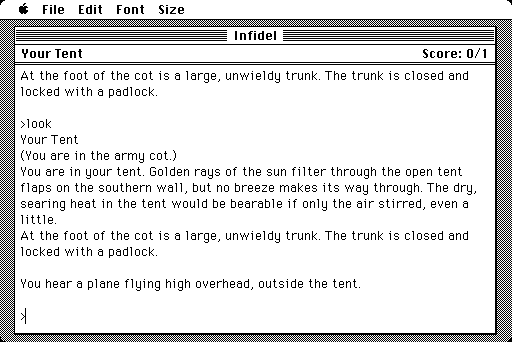 File Edit Font Size
Infidel
Your Tent Score: 0/1
At the foot of the cot is a large, unwieldy trunk. The trunk is closed and
locked with a padlock.
>look
Your Tent
(You are in the army cot.)
You are in your tent. Golden rays of the sun filter through the open tent
flaps on the southern wall, but no breeze makes its way through. The dry,
searing heat in the tent would be bearable if only the air stirred, even a
little.
At the foot of the cot is a large, unwieldy trunk. The trunk is closed and
locked with a padlock.
You hear a plane flying high overhead, outside the tent.
>